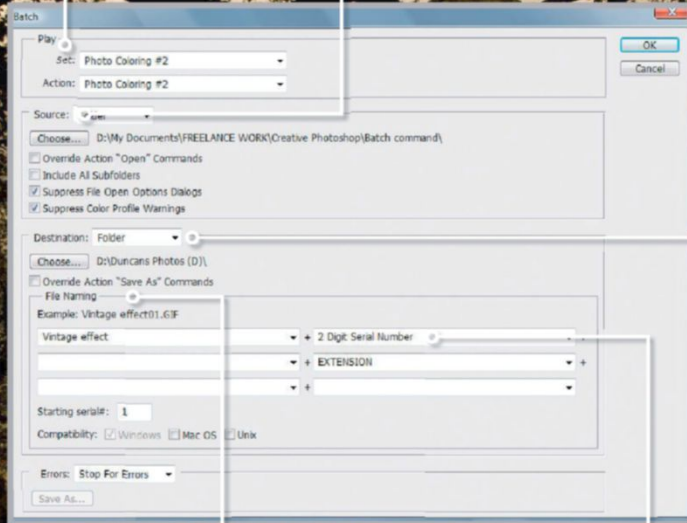 Batch
Play
Set: Photo Coloring #2
Action: Photo Coloring #2
OK
Cancel
Source:
Choose... D:\My Documents\FREELANCE WORK\Creative Photoshop\Batch command\
Override Action "Open" Commands
Include All Subfolders
Suppress File Open Options Dialogs
Suppress Color Profile Warnings
Destination: Folder
Choose... D:\Duncans Photos (D)\
Override Action "Save As" Commands
File Naming
Example: Vintage effect01.GIF
Vintage effect + 2 Digit Serial Number +
+ EXTENSION +
+
Starting serial#: 1
Compatibility: Windows Mac OS Unix
Errors: Stop For Errors
Save As...